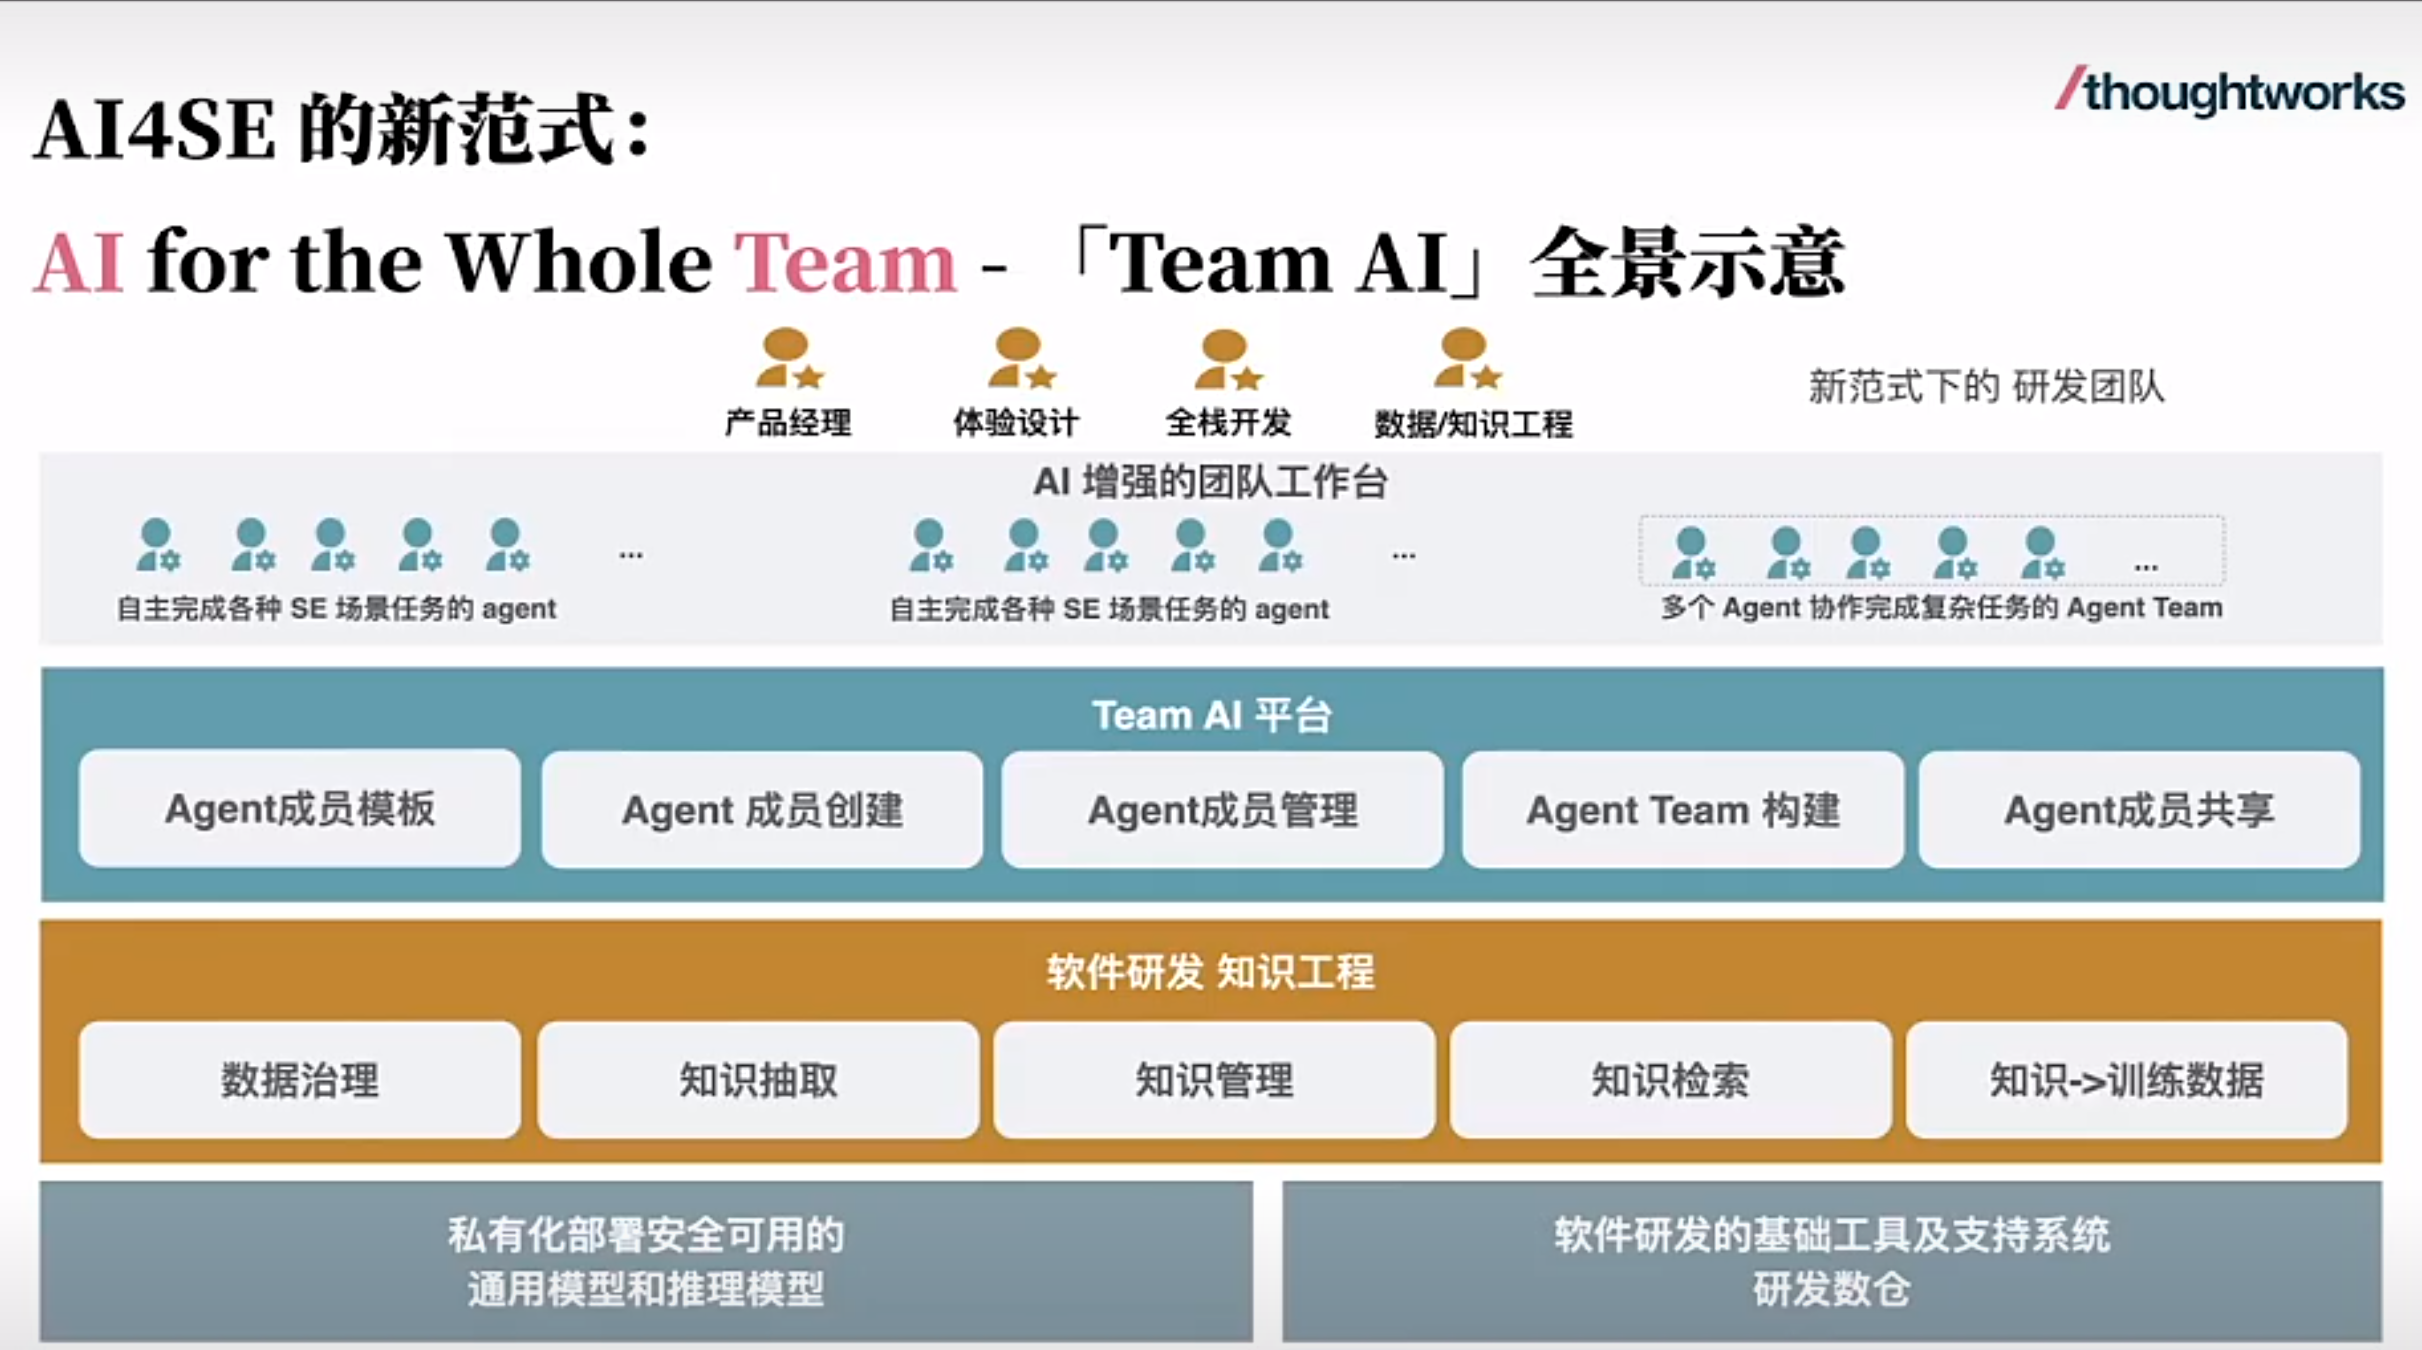 /thoughtworks
AI4SE 的新范式：
AI for the Whole Team - 「Team AI」全景示意
产品经理
体验设计
全栈开发
数据/知识工程
新范式下的 研发团队
AI 增强的团队工作台
...
...
...
自主完成各种 SE 场景任务的 agent
自主完成各种 SE 场景任务的 agent
多个 Agent 协作完成复杂任务的 Agent Team
Team AI 平台
Agent成员模板
Agent 成员创建
Agent成员管理
Agent Team 构建
Agent成员共享
软件研发 知识工程
数据治理
知识抽取
知识管理
知识检索
知识->训练数据
私有化部署安全可用的
通用模型和推理模型
软件研发的基础工具及支持系统
研发数仓